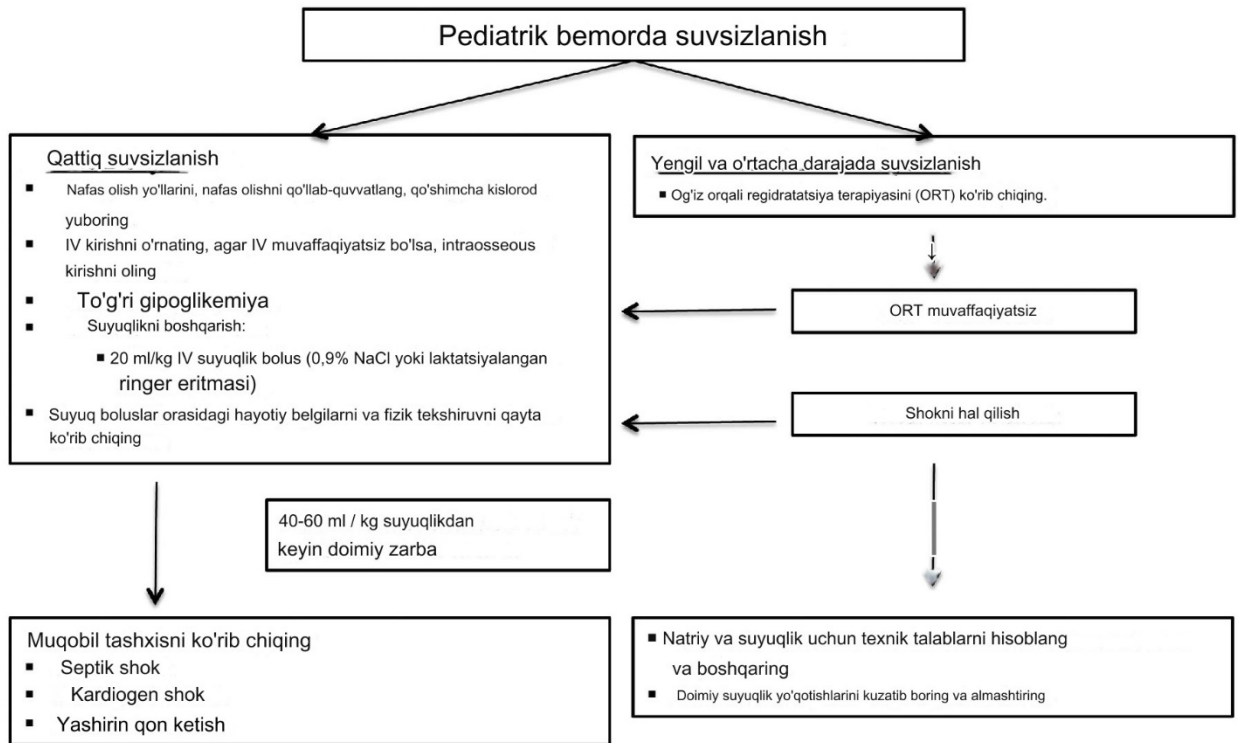 Pediatrik bemorda suvsizlanish
Qattiq suvsizlanish
▪ Nafas olish yo'llarini, nafas olishni qo'llab-quvvatlang, qo'shimcha kislorod
yuboring
▪ IV kirishni o'rnating, agar IV muvaffaqiyatsiz bo'lsa, intraosseous
kirishni oling
▪ To'g'ri gipoglikemiya
▪ Suyuqlikni boshqarish:
▪ 20 ml/kg IV suyuqlik bolus (0,9% NaCl yoki laktatsiyalangan
ringer eritmasi)
▪ Suyuq boluslar orasidagi hayotiy belgilarni va fizik tekshiruvni qayta
ko'rib chiqing
Yengil va o'rtacha darajada suvsizlanish
▪ Og'iz orqali regidratatsiya terapiyasini (ORT) ko'rib chiqing.
ORT muvaffaqiyatsiz
Shokni hal qilish
40-60 ml / kg suyuqlikdan
keyin doimiy zarba
Muqobil tashxisni ko'rib chiqing
▪ Septik shok
▪ Kardiogen shok
▪ Yashirin qon ketish
▪ Natriy va suyuqlik uchun texnik talablarni hisoblang
va boshqaring
▪ Doimiy suyuqlik yo'qotishlarini kuzatib boring va almashtiring